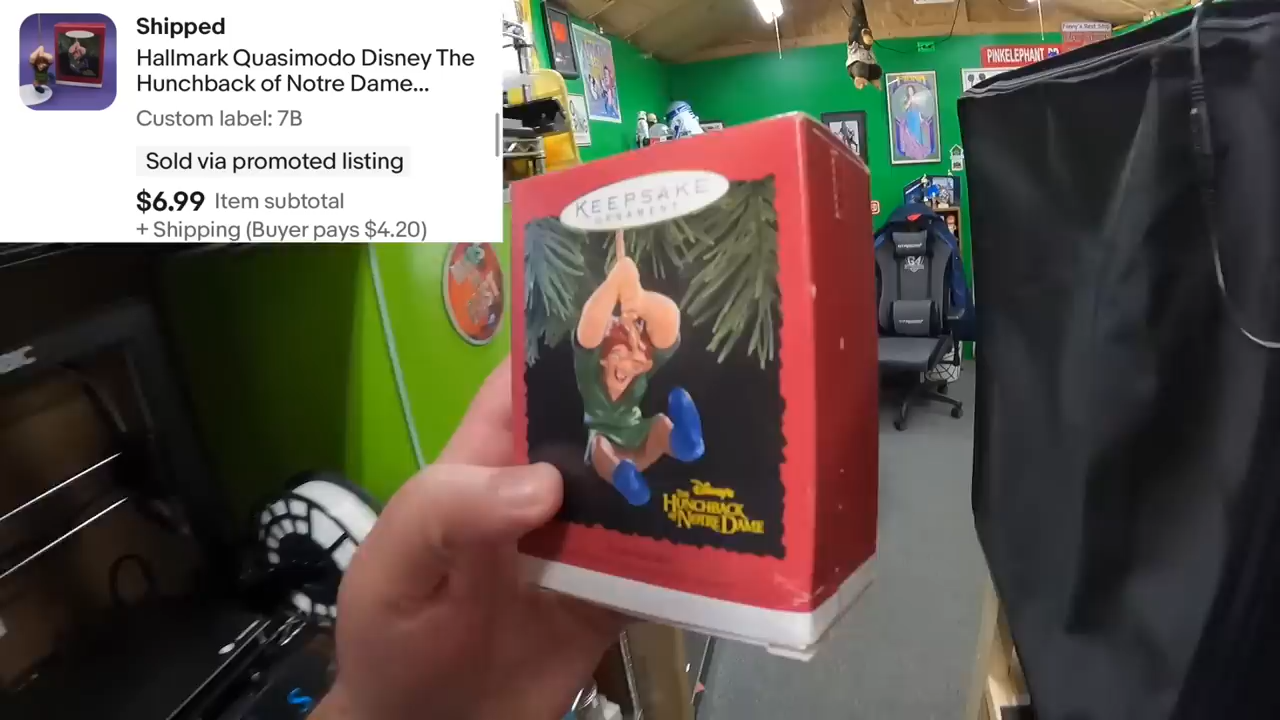 Shipped
Hallmark Quasimodo Disney The
Hunchback of Notre Dame...
Custom label: 7B
Sold via promoted listing
$6.99 Item subtotal
+ Shipping (Buyer pays $4.20)
PINKELEPHANT
KEEPSAKE
ORNAMENT
Disney's
THE
HUNCHBACK
OF NOTRE DAME